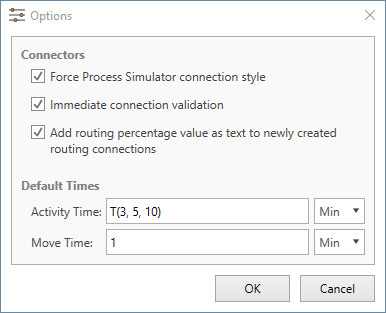 Options
Connectors
Force Process Simulator connection style
Immediate connection validation
Add routing percentage value as text to newly created
routing connections
Default Times
Activity Time: T(3, 5, 10) Min
Move Time: 1 Min
OK Cancel